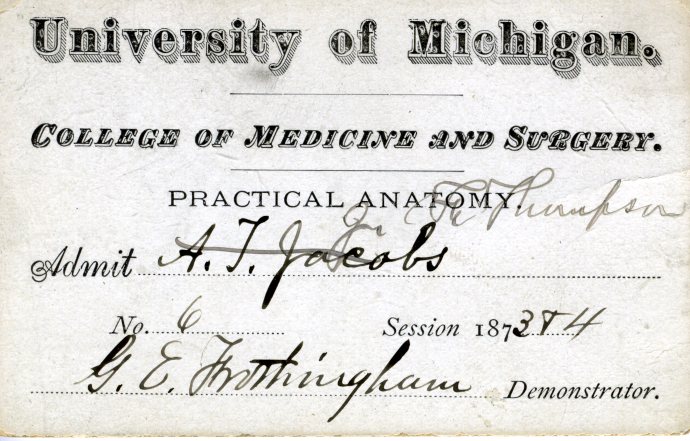 University of Michigan.
COLLEGE OF MEDICINE AND SURGERY.
PRACTICAL ANATOMY.
Thompson
Admit A. T. Jacobs
No. 6 Session 1873 & 4
G. E. Frothingham Demonstrator.